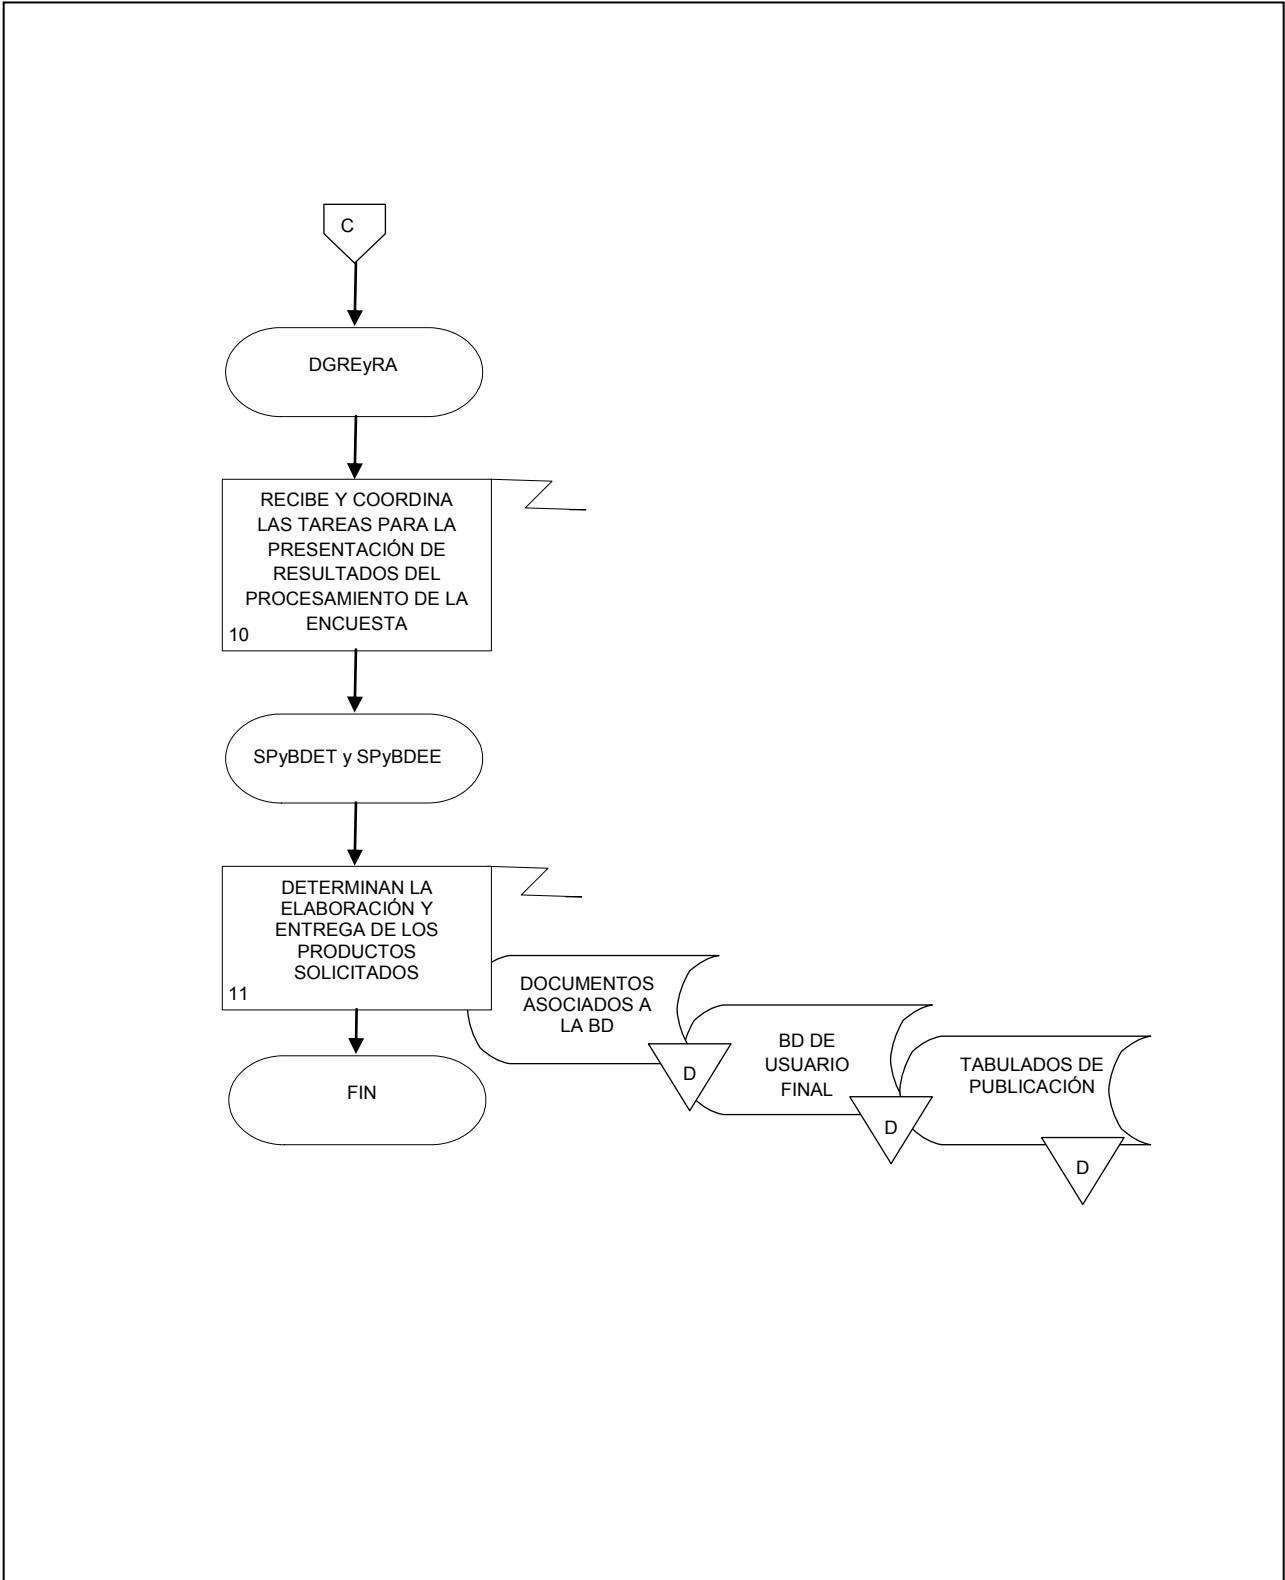 C
DGREyRA
RECIBE Y COORDINA
LAS TAREAS PARA LA
PRESENTACIÓN DE
RESULTADOS DEL
PROCESAMIENTO DE LA
ENCUESTA
10
SPyBDET y SPyBDEE
DETERMINAN LA
ELABORACIÓN Y
ENTREGA DE LOS
PRODUCTOS
SOLICITADOS
11
DOCUMENTOS
ASOCIADOS A
LA BD
D
BD DE
USUARIO
FINAL
D
TABULADOS DE
PUBLICACIÓN
D
FIN